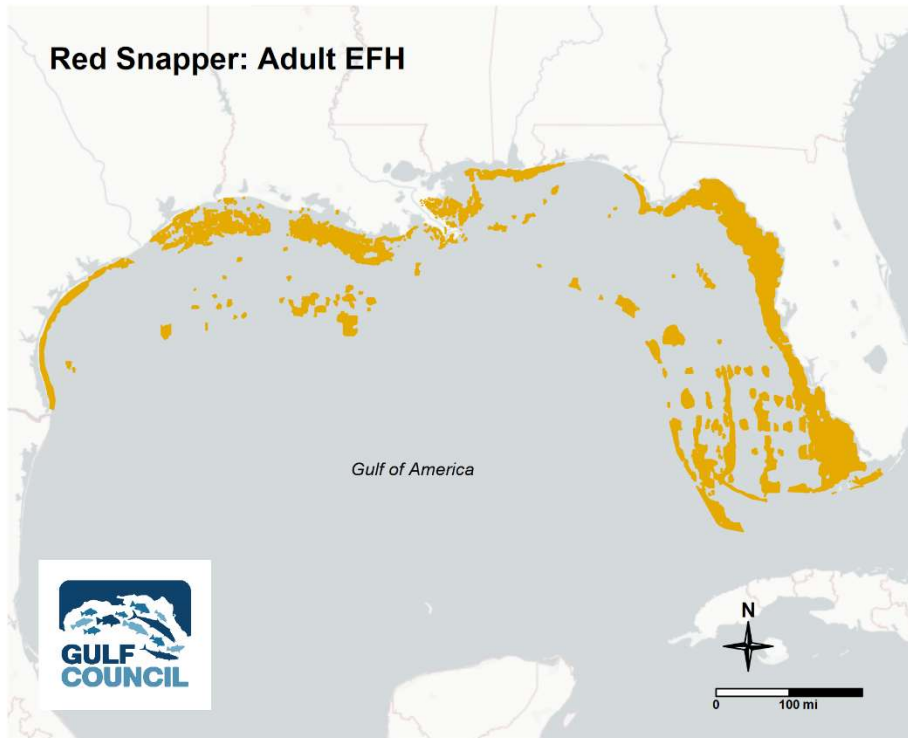 Red Snapper: Adult EFH
Gulf of America
GULF
COUNCIL
N
0 100 mi